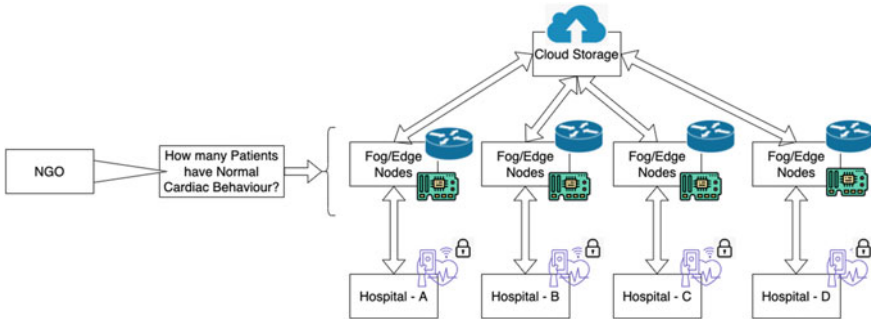 Cloud Storage
NGO
How many Patients
have Normal
Cardiac Behaviour?
Fog/Edge
Nodes
Fog/Edge
Nodes
Fog/Edge
Nodes
Fog/Edge
Nodes
Hospital - A
Hospital - B
Hospital - C
Hospital - D